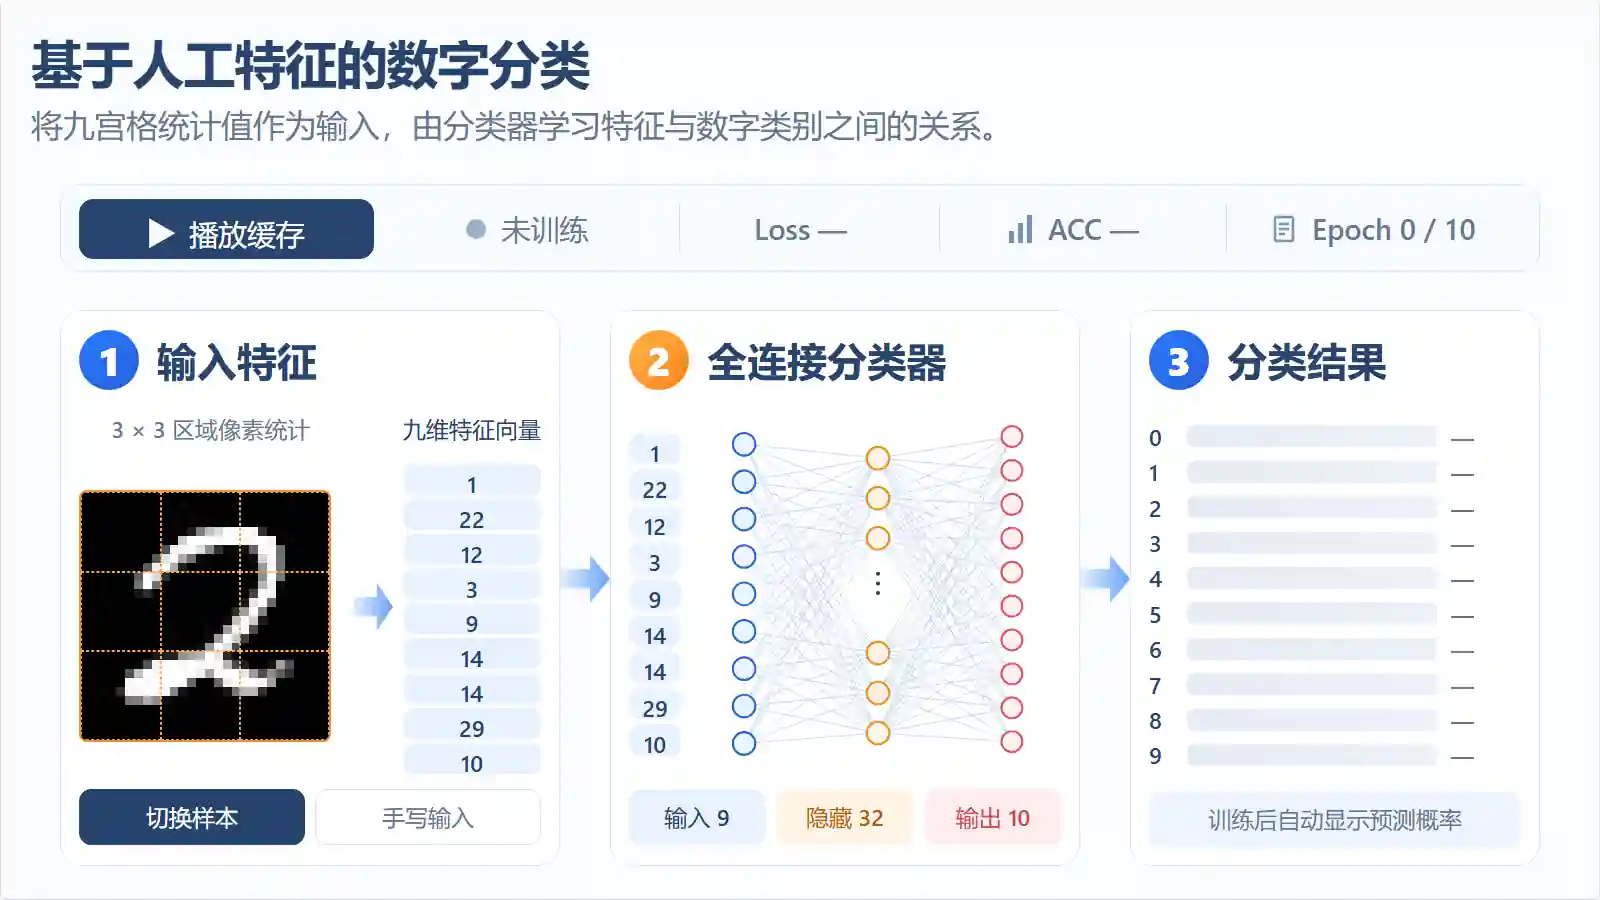 基于人工特征的数字分类
将九宫格统计值作为输入，由分类器学习特征与数字类别之间的关系。
播放缓存
未训练
Loss —
ACC —
Epoch 0 / 10
1 输入特征
3 × 3 区域像素统计
九维特征向量
1
22
12
3
9
14
14
29
10
切换样本
手写输入
2 全连接分类器
1
22
12
3
9
14
14
29
10
输入 9
隐藏 32
输出 10
3 分类结果
0 —
1 —
2 —
3 —
4 —
5 —
6 —
7 —
8 —
9 —
训练后自动显示预测概率